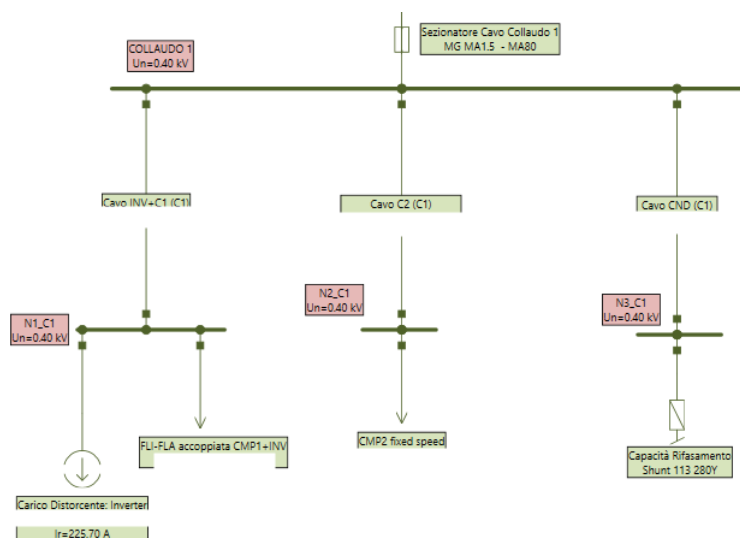 Sezionatore Cavo Collaudo 1
MG MA1.5 - MA80
COLLAUDO 1
Un=0.40 kV
Cavo INV+C1 (C1)
Cavo C2 (C1)
Cavo CND (C1)
N1_C1
Un=0.40 kV
N2_C1
Un=0.40 kV
N3_C1
Un=0.40 kV
FLI-FLA accoppiata CMP1+INV
CMP2 fixed speed
Capacità Rifasamento
Shunt 113 280Y
Carico Distorcente: Inverter
Ir=225.70 A